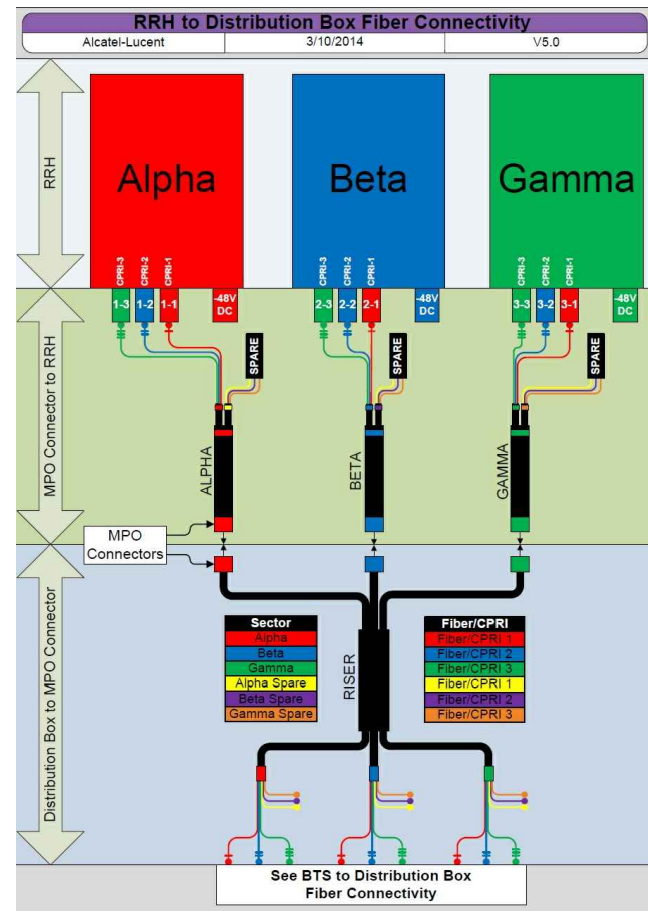 RRH to Distribution Box Fiber Connectivity
Alcatel-Lucent 3/10/2014 V5.0
RRH
Alpha
Beta
Gamma
CPRI-3 CPRI-2 CPRI-1
CPRI-3 CPRI-2 CPRI-1
CPRI-3 CPRI-2 CPRI-1
1-3 1-2 1-1 -48V
DC
2-3 2-2 2-1 -48V
DC
3-3 3-2 3-1 -48V
DC
MPO Connector to RRH
SPARE
SPARE
SPARE
ALPHA
BETA
GAMMA
MPO
Connectors
Distribution Box to MPO Connector
Sector
Alpha
Beta
Gamma
Alpha Spare
Beta Spare
Gamma Spare
RISER
Fiber/CPRI
Fiber/CPRI 1
Fiber/CPRI 2
Fiber/CPRI 3
Fiber/CPRI 1
Fiber/CPRI 2
Fiber/CPRI 3
See BTS to Distribution Box
Fiber Connectivity